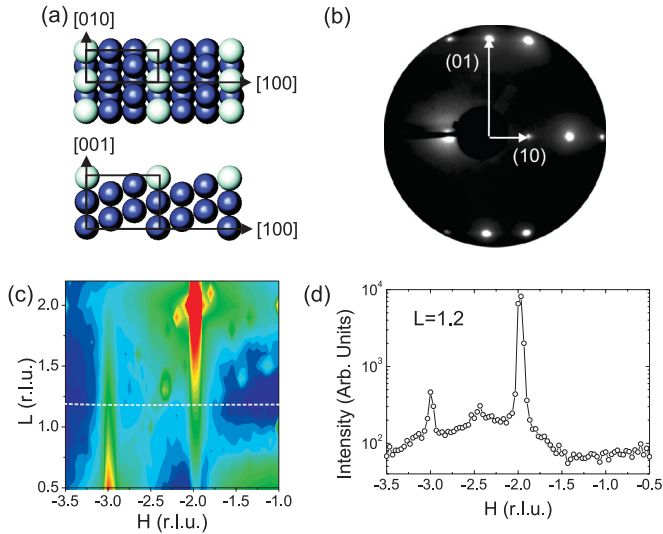 (a)
[010]
[100]
[001]
[100]
(b)
(01)
(10)
(c)
2.0
1.5
1.0
0.5
L (r.l.u.)
-3.5 -3.0 -2.5 -2.0 -1.5 -1.0
H (r.l.u.)
(d)
L=1.2
10⁴
10³
10²
Intensity (Arb. Units)
-3.5 -3.0 -2.5 -2.0 -1.5 -1.0 -0.5
H (r.l.u.)